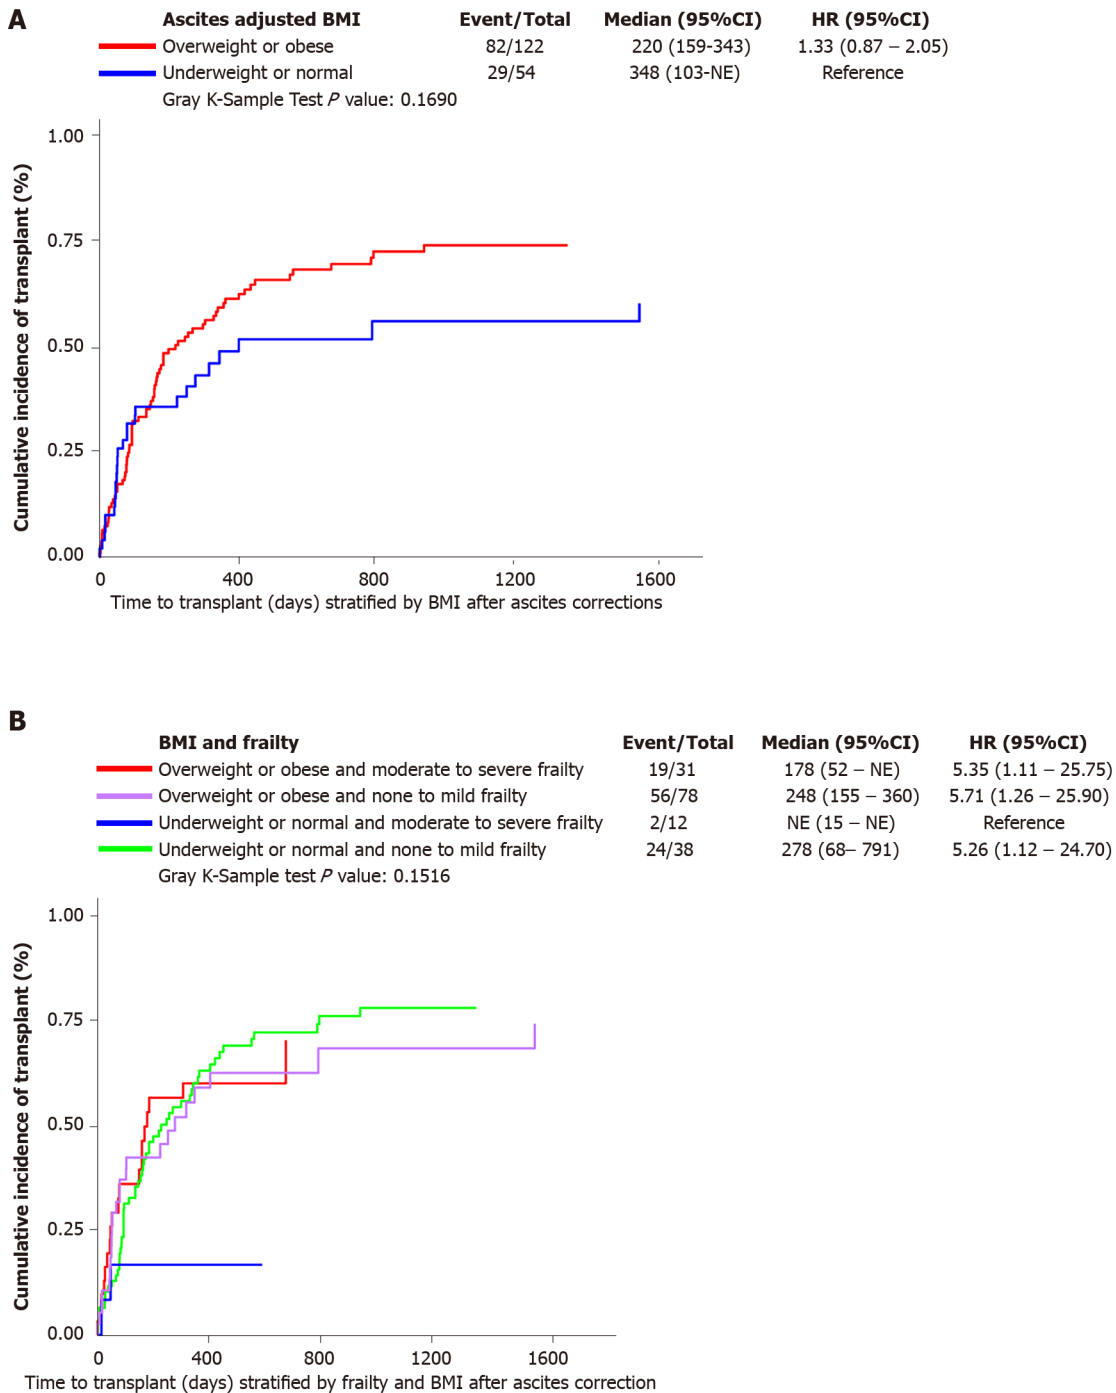 A
Ascites adjusted BMI Event/Total Median (95%CI) HR (95%CI)
Overweight or obese 82/122 220 (159-343) 1.33 (0.87 – 2.05)
Underweight or normal 29/54 348 (103-NE) Reference
Gray K-Sample Test P value: 0.1690
Cumulative incidence of transplant (%)
1.00
0.75
0.50
0.25
0.00
0 400 800 1200 1600
Time to transplant (days) stratified by BMI after ascites corrections
B
BMI and frailty Event/Total Median (95%CI) HR (95%CI)
Overweight or obese and moderate to severe frailty 19/31 178 (52 – NE) 5.35 (1.11 – 25.75)
Overweight or obese and none to mild frailty 56/78 248 (155 – 360) 5.71 (1.26 – 25.90)
Underweight or normal and moderate to severe frailty 2/12 NE (15 – NE) Reference
Underweight or normal and none to mild frailty 24/38 278 (68– 791) 5.26 (1.12 – 24.70)
Gray K-Sample test P value: 0.1516
Cumulative incidence of transplant (%)
1.00
0.75
0.50
0.25
0.00
0 400 800 1200 1600
Time to transplant (days) stratified by frailty and BMI after ascites correction